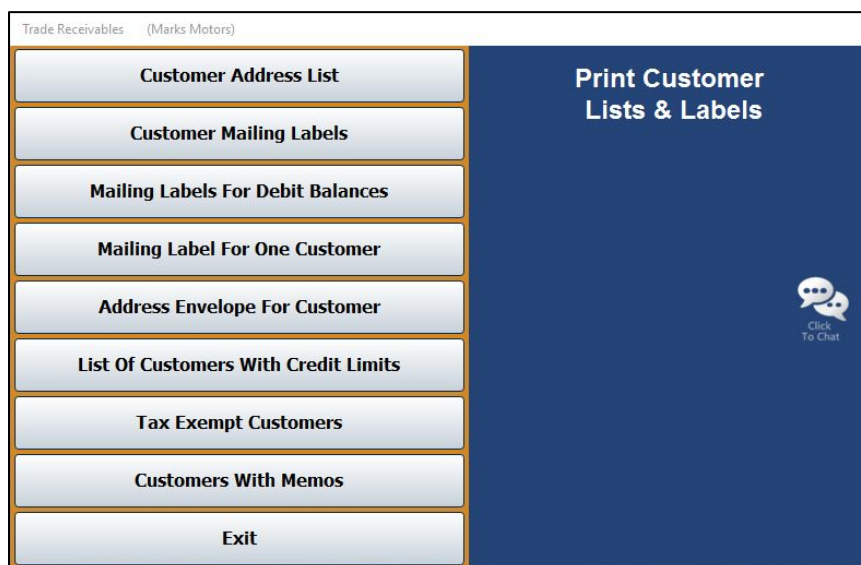 Trade Receivables (Marks Motors)
Customer Address List
Customer Mailing Labels
Mailing Labels For Debit Balances
Mailing Label For One Customer
Address Envelope For Customer
List Of Customers With Credit Limits
Tax Exempt Customers
Customers With Memos
Exit
Print Customer
Lists & Labels
Click
To Chat